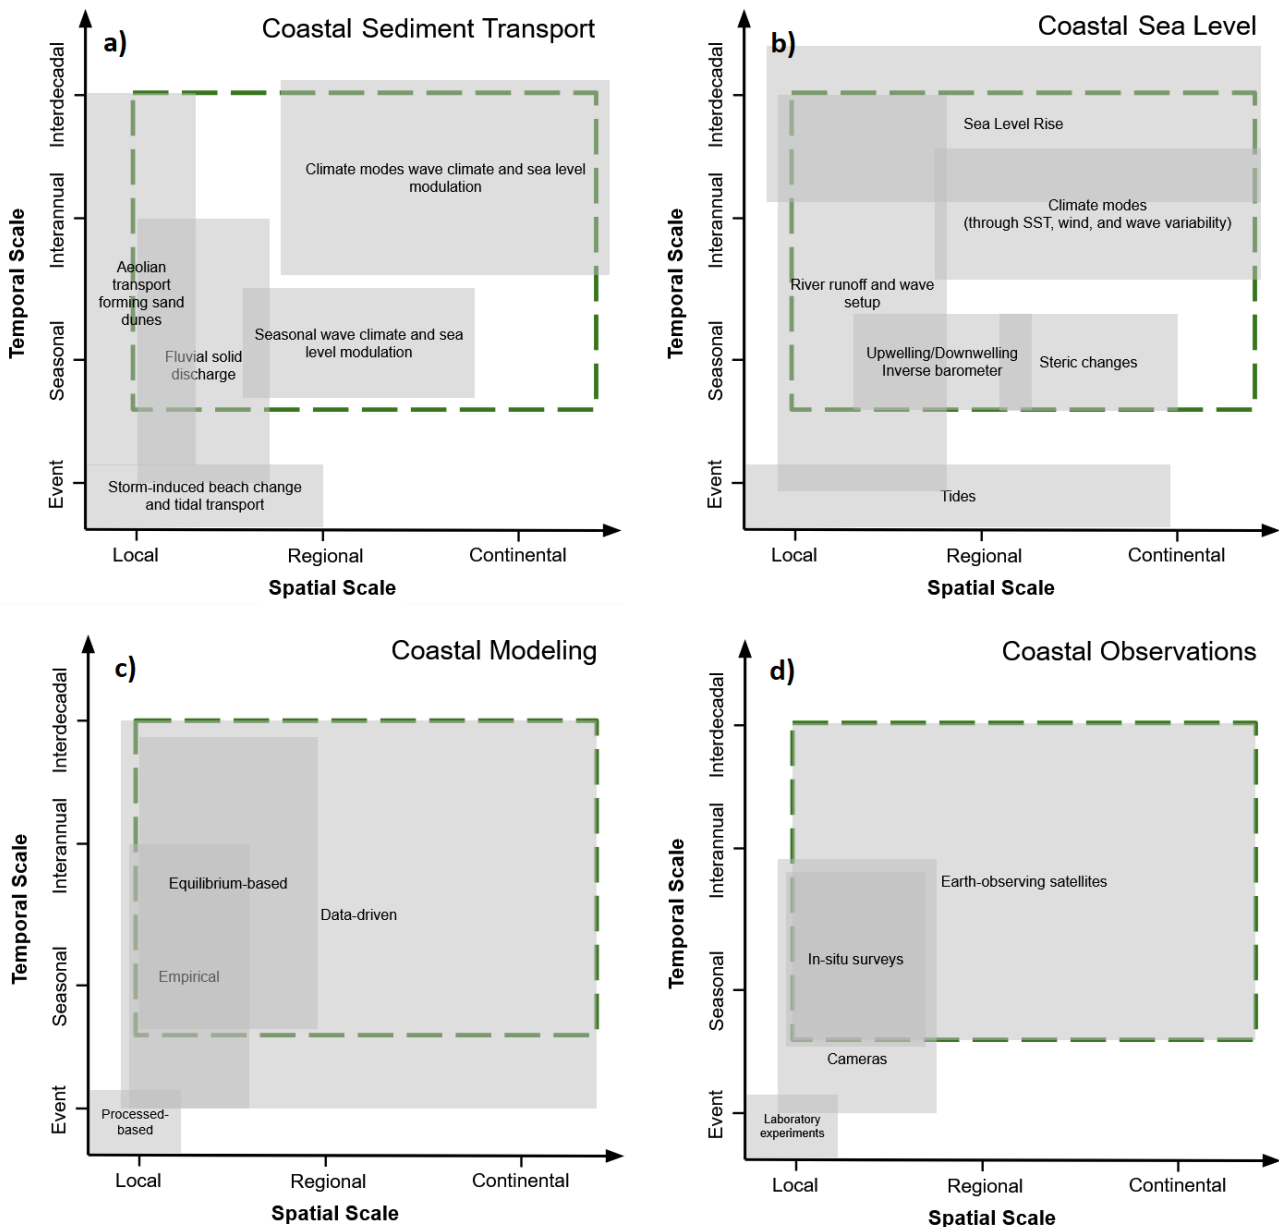 a)
Coastal Sediment Transport
Temporal Scale
Interdecadal
Interannual
Seasonal
Event
Climate modes wave climate and sea level
modulation
Aeolian
transport
forming sand
dunes
Fluvial solid
discharge
Seasonal wave climate and sea
level modulation
Storm-induced beach change
and tidal transport
Local
Regional
Continental
Spatial Scale
b)
Coastal Sea Level
Temporal Scale
Interdecadal
Interannual
Seasonal
Event
Sea Level Rise
Climate modes
(through SST, wind, and wave variability)
River runoff and wave
setup
Upwelling/Downwelling
Inverse barometer
Steric changes
Tides
Local
Regional
Continental
Spatial Scale
c)
Coastal Modeling
Temporal Scale
Interdecadal
Interannual
Seasonal
Event
Equilibrium-based
Data-driven
Empirical
Processed-
based
Local
Regional
Continental
Spatial Scale
d)
Coastal Observations
Temporal Scale
Interdecadal
Interannual
Seasonal
Event
Earth-observing satellites
In-situ surveys
Cameras
Laboratory
experiments
Local
Regional
Continental
Spatial Scale